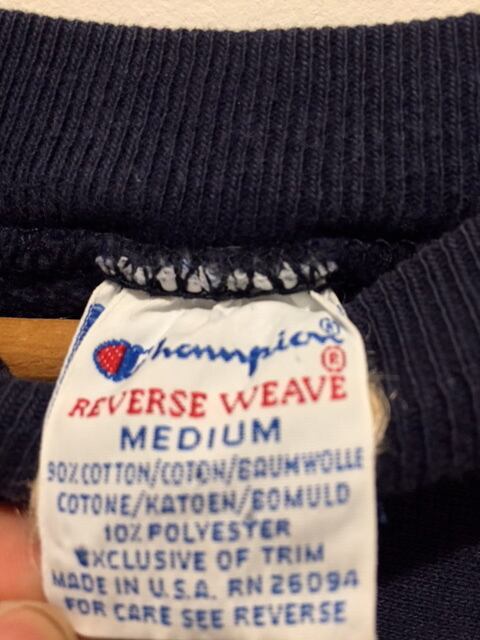 Champion®
REVERSE WEAVE®
MEDIUM
90% COTTON/COTON/BAUMWOLLE
COTONE/KATOEN/BOMULD
10% POLYESTER
EXCLUSIVE OF TRIM
MADE IN U.S.A. RN 26094
FOR CARE SEE REVERSE